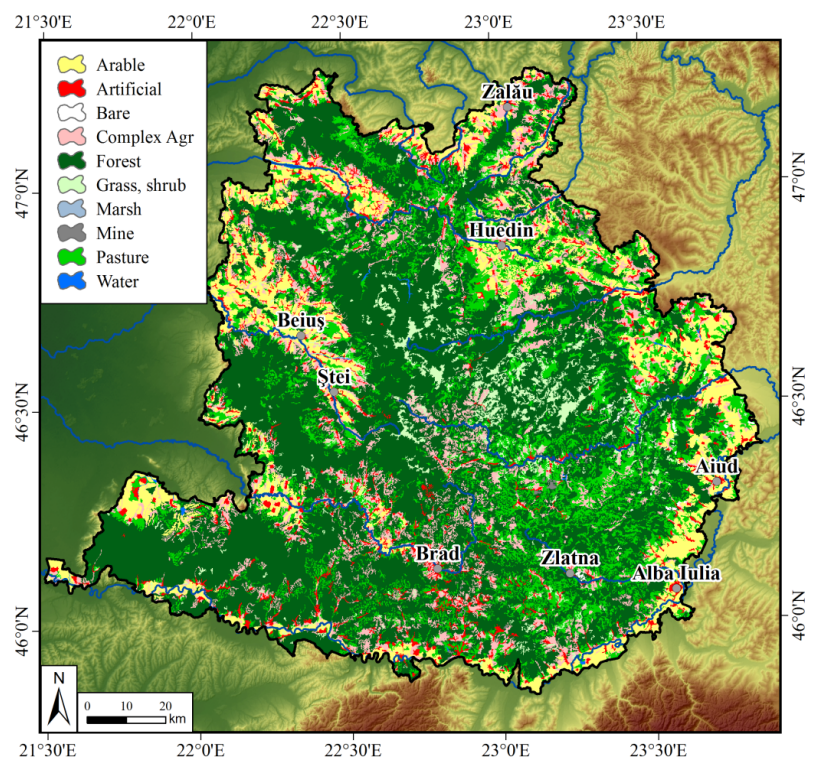 21°30'E 22°0'E 22°30'E 23°0'E 23°30'E
Arable
Artificial
Bare
Complex Agr
Forest
Grass, shrub
Marsh
Mine
Pasture
Water
Zalău
47°0'N 47°0'N
Huedin
Beiuş
Ştei
46°30'N 46°30'N
Aiud
Brad
Zlatna
Alba Iulia
46°0'N 46°0'N
N
0 10 20
km
21°30'E 22°0'E 22°30'E 23°0'E 23°30'E